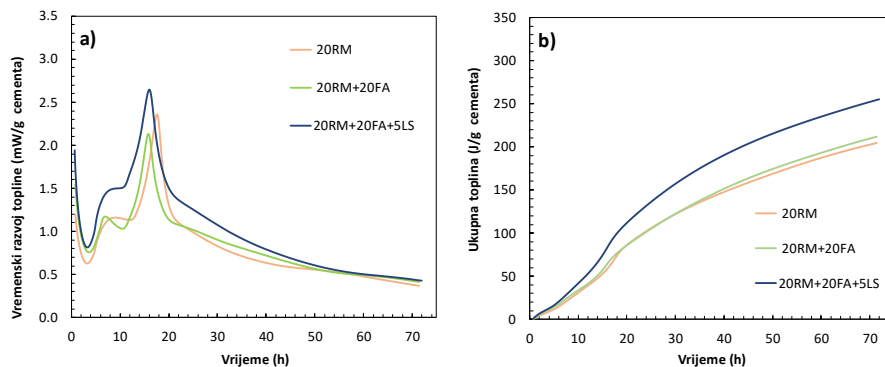 a)
Vremenski razvoj topline (mW/g cementa)
3.5
3.0
2.5
2.0
1.5
1.0
0.5
0.0
0 10 20 30 40 50 60 70
Vrijeme (h)
20RM
20RM+20FA
20RM+20FA+5LS
b)
Ukupna toplina (J/g cementa)
350
300
250
200
150
100
50
0
0 10 20 30 40 50 60 70
Vrijeme (h)
20RM
20RM+20FA
20RM+20FA+5LS